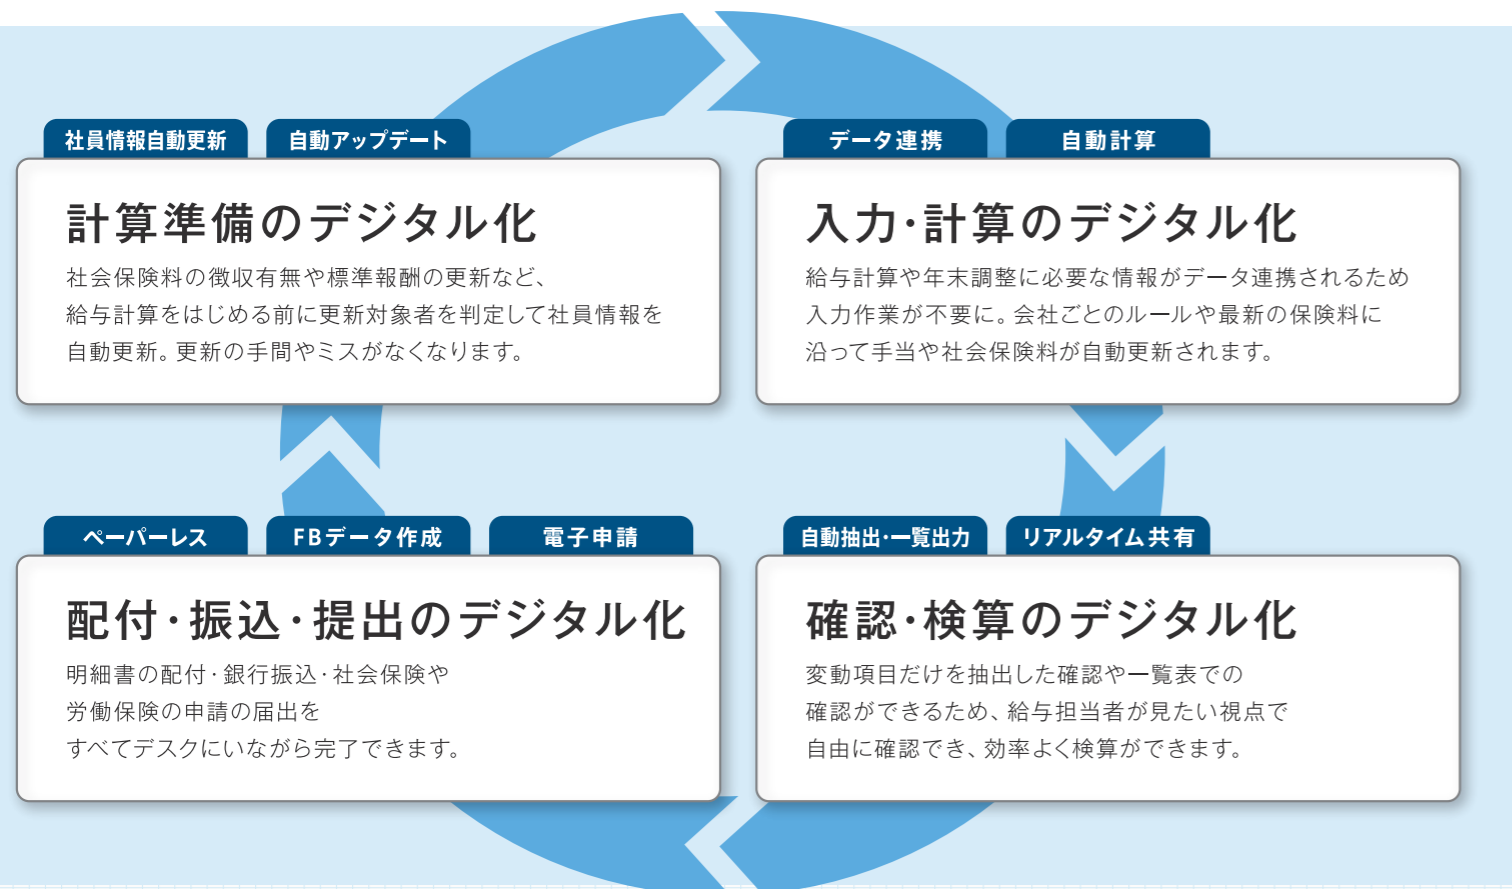 社員情報自動更新
自動アップデート
計算準備のデジタル化
社会保険料の徴収有無や標準報酬の更新など、
給与計算をはじめる前に更新対象者を判定して社員情報を
自動更新。更新の手間やミスがなくなります。
データ連携
自動計算
入力・計算のデジタル化
給与計算や年末調整に必要な情報がデータ連携されるため
入力作業が不要に。会社ごとのルールや最新の保険料に
沿って手当や社会保険料が自動更新されます。
ペーパーレス
FBデータ作成
電子申請
配付・振込・提出のデジタル化
明細書の配付・銀行振込・社会保険や
労働保険の申請の届出を
すべてデスクにいながら完了できます。
自動抽出・一覧出力
リアルタイム共有
確認・検算のデジタル化
変動項目だけを抽出した確認や一覧表での
確認ができるため、給与担当者が見たい視点で
自由に確認でき、効率よく検算ができます。